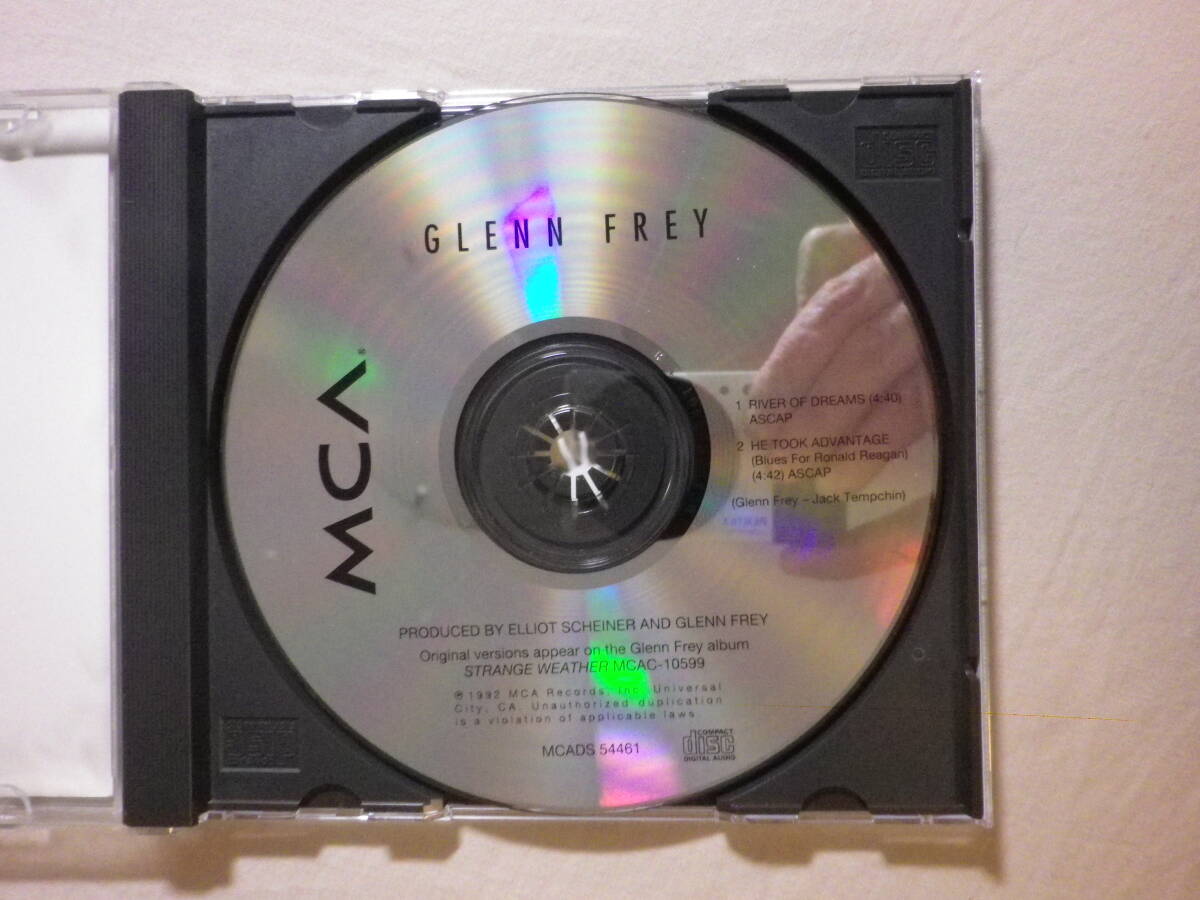 GLENN FREY
MCA®
1 RIVER OF DREAMS (4:40)
ASCAP
2 HE TOOK ADVANTAGE
(Blues For Ronald Reagan)
(4:42) ASCAP
(Glenn Frey – Jack Tempchin)
PRODUCED BY ELLIOT SCHEINER AND GLENN FREY
Original versions appear on the Glenn Frey album
STRANGE WEATHER MCAC-10599
℗1992 MCA Records, Inc. Universal
City, CA. Unauthorized duplication
is a violation of applicable laws.
MCADS 54461
COMPACT
disc
DIGITAL AUDIO